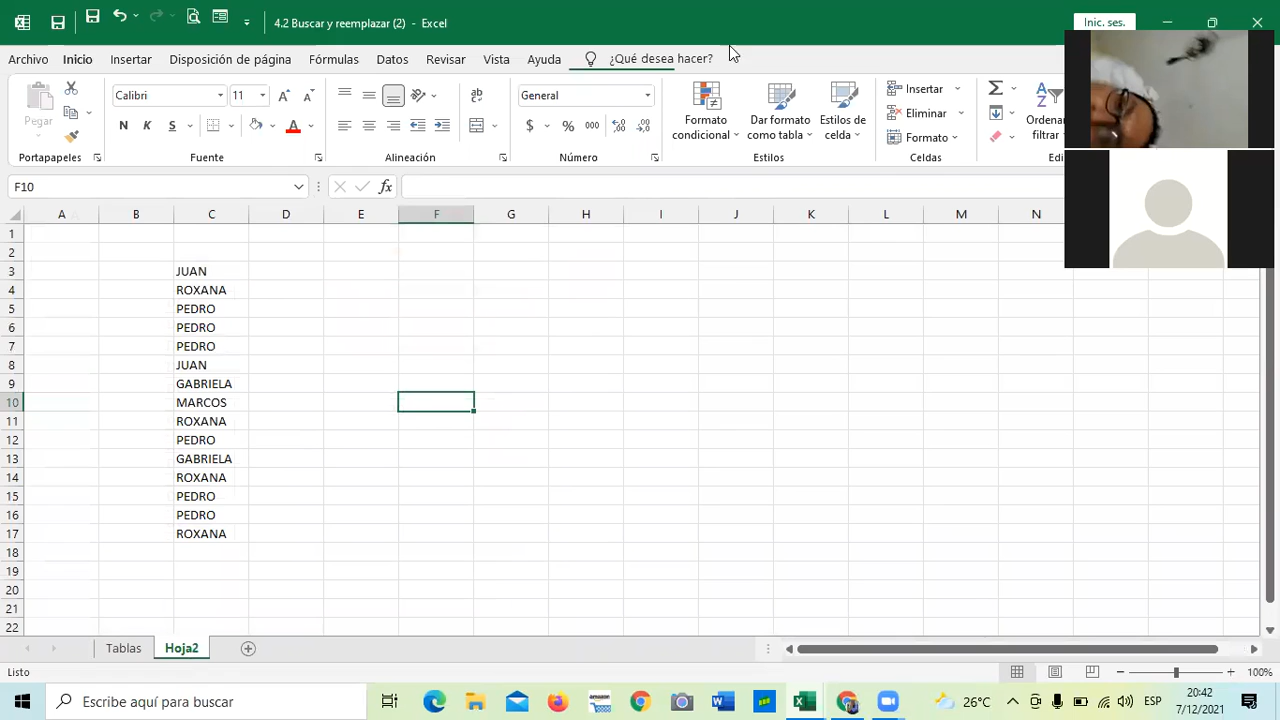 4.2 Buscar y reemplazar (2) - Excel
Inic. ses.
Archivo Inicio Insertar Disposición de página Fórmulas Datos Revisar Vista Ayuda ¿Qué desea hacer?
Pegar
Calibri 11
N K S
ab
General
$ % 000
Formato condicional
Dar formato como tabla
Estilos de celda
Insertar
Eliminar
Formato
Σ
Portapapeles Fuente Alineación Número Estilos Celdas
F10
fx
A B C D E F G H I J K L M N
1
2
3 JUAN
4 ROXANA
5 PEDRO
6 PEDRO
7 PEDRO
8 JUAN
9 GABRIELA
10 MARCOS
11 ROXANA
12 PEDRO
13 GABRIELA
14 ROXANA
15 PEDRO
16 PEDRO
17 ROXANA
18
19
20
21
22
Tablas Hoja2
Listo
100%
Escribe aquí para buscar
26°C
ESP
20:42
7/12/2021